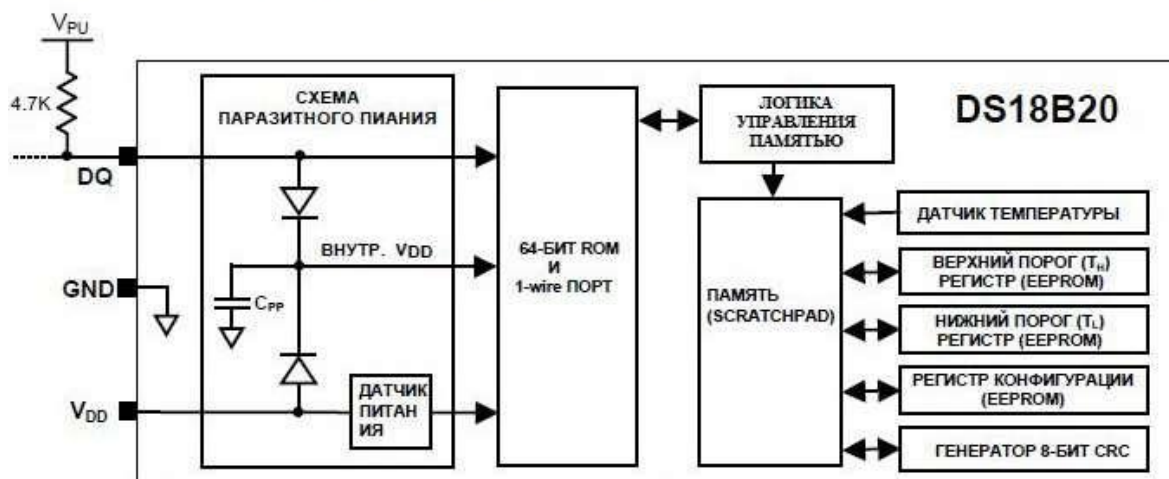 VPU
4.7K
DQ
GND
VDD
СХЕМА
ПАРАЗИТНОГО ПИАНИЯ
ВНУТР. VDD
CPP
ДАТЧИК
ПИТАН
ИЯ
64-БИТ ROM
И
1-wire ПОРТ
ЛОГИКА
УПРАВЛЕНИЯ
ПАМЯТЬЮ
DS18B20
ПАМЯТЬ
(SCRATCHPAD)
ДАТЧИК ТЕМПЕРАТУРЫ
ВЕРХНИЙ ПОРОГ (TH)
РЕГИСТР (EEPROM)
НИЖНИЙ ПОРОГ (TL)
РЕГИСТР (EEPROM)
РЕГИСТР КОНФИГУРАЦИИ
(EEPROM)
ГЕНЕРАТОР 8-БИТ CRC